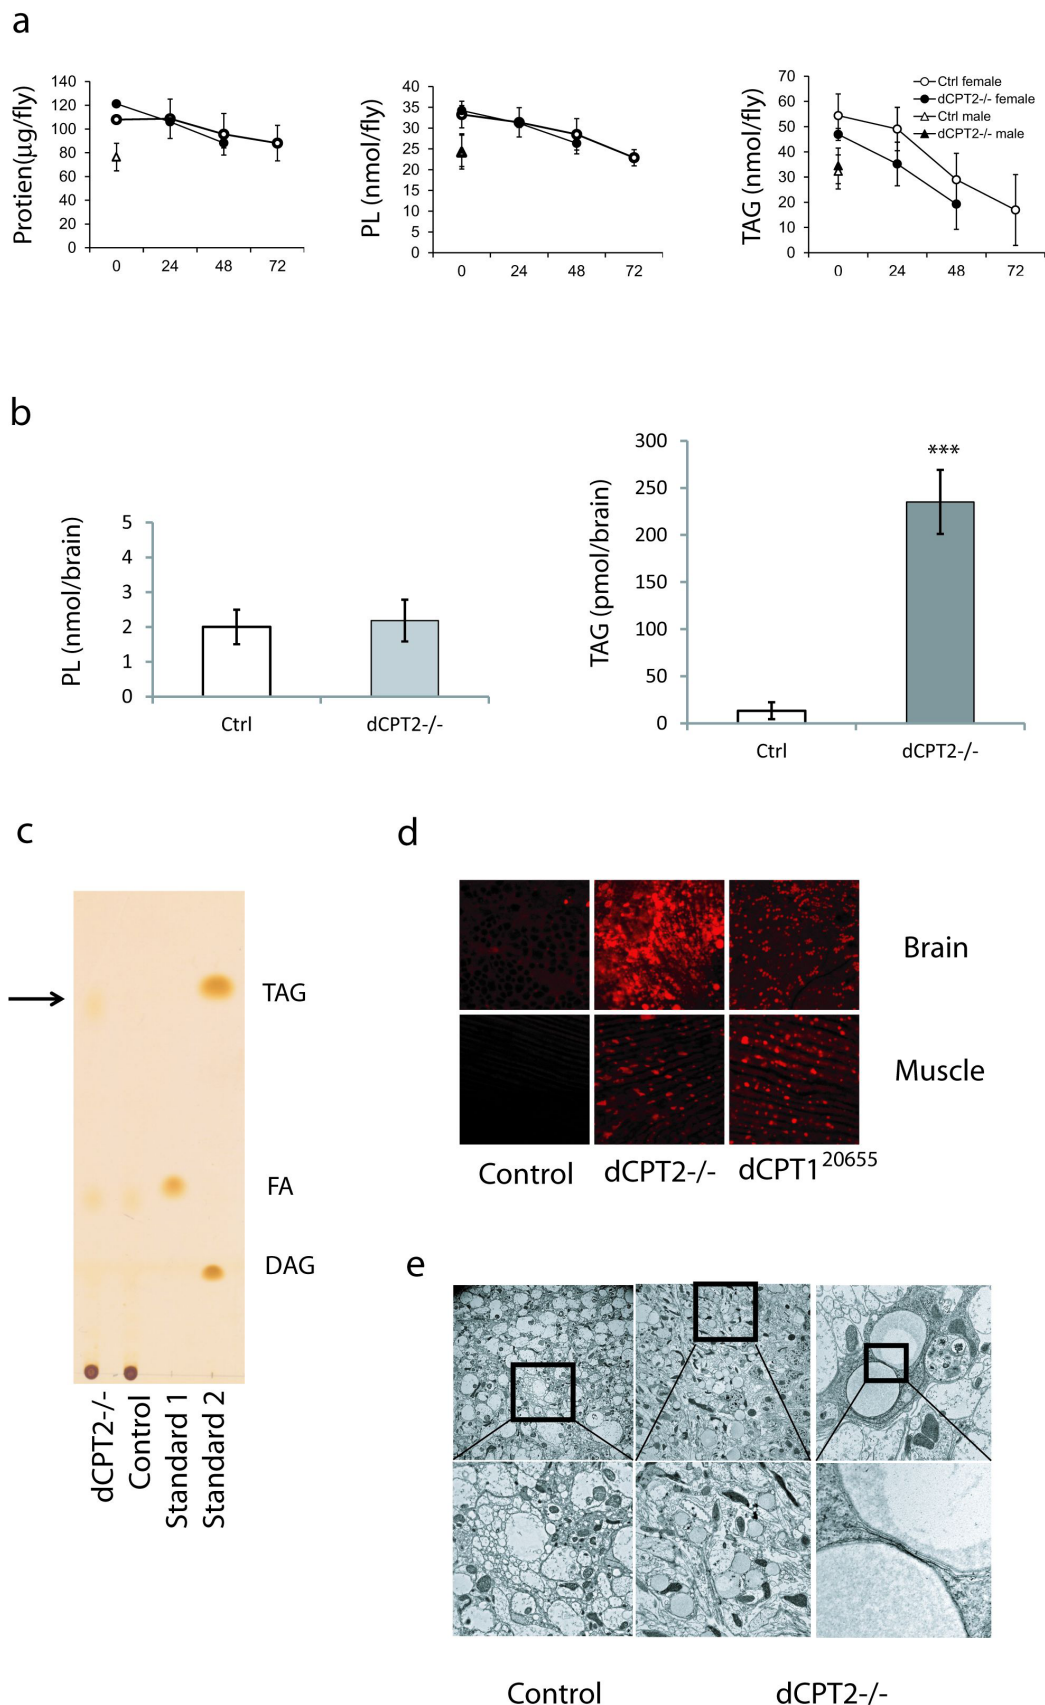 a
140
120
100
80
60
40
20
0
Protien(μg/fly)
0 24 48 72
40
35
30
25
20
15
10
5
0
PL (nmol/fly)
0 24 48 72
70
60
50
40
30
20
10
0
TAG (nmol/fly)
0 24 48 72
Ctrl female
dCPT2-/- female
Ctrl male
dCPT2-/- male
b
5
4
3
2
1
0
PL (nmol/brain)
Ctrl dCPT2-/-
300
250
200
150
100
50
0
TAG (pmol/brain)
***
Ctrl dCPT2-/-
c
TAG
FA
DAG
dCPT2-/-
Control
Standard 1
Standard 2
d
Brain
Muscle
Control dCPT2-/- dCPT1²⁰⁶⁵⁵
e
Control dCPT2-/-